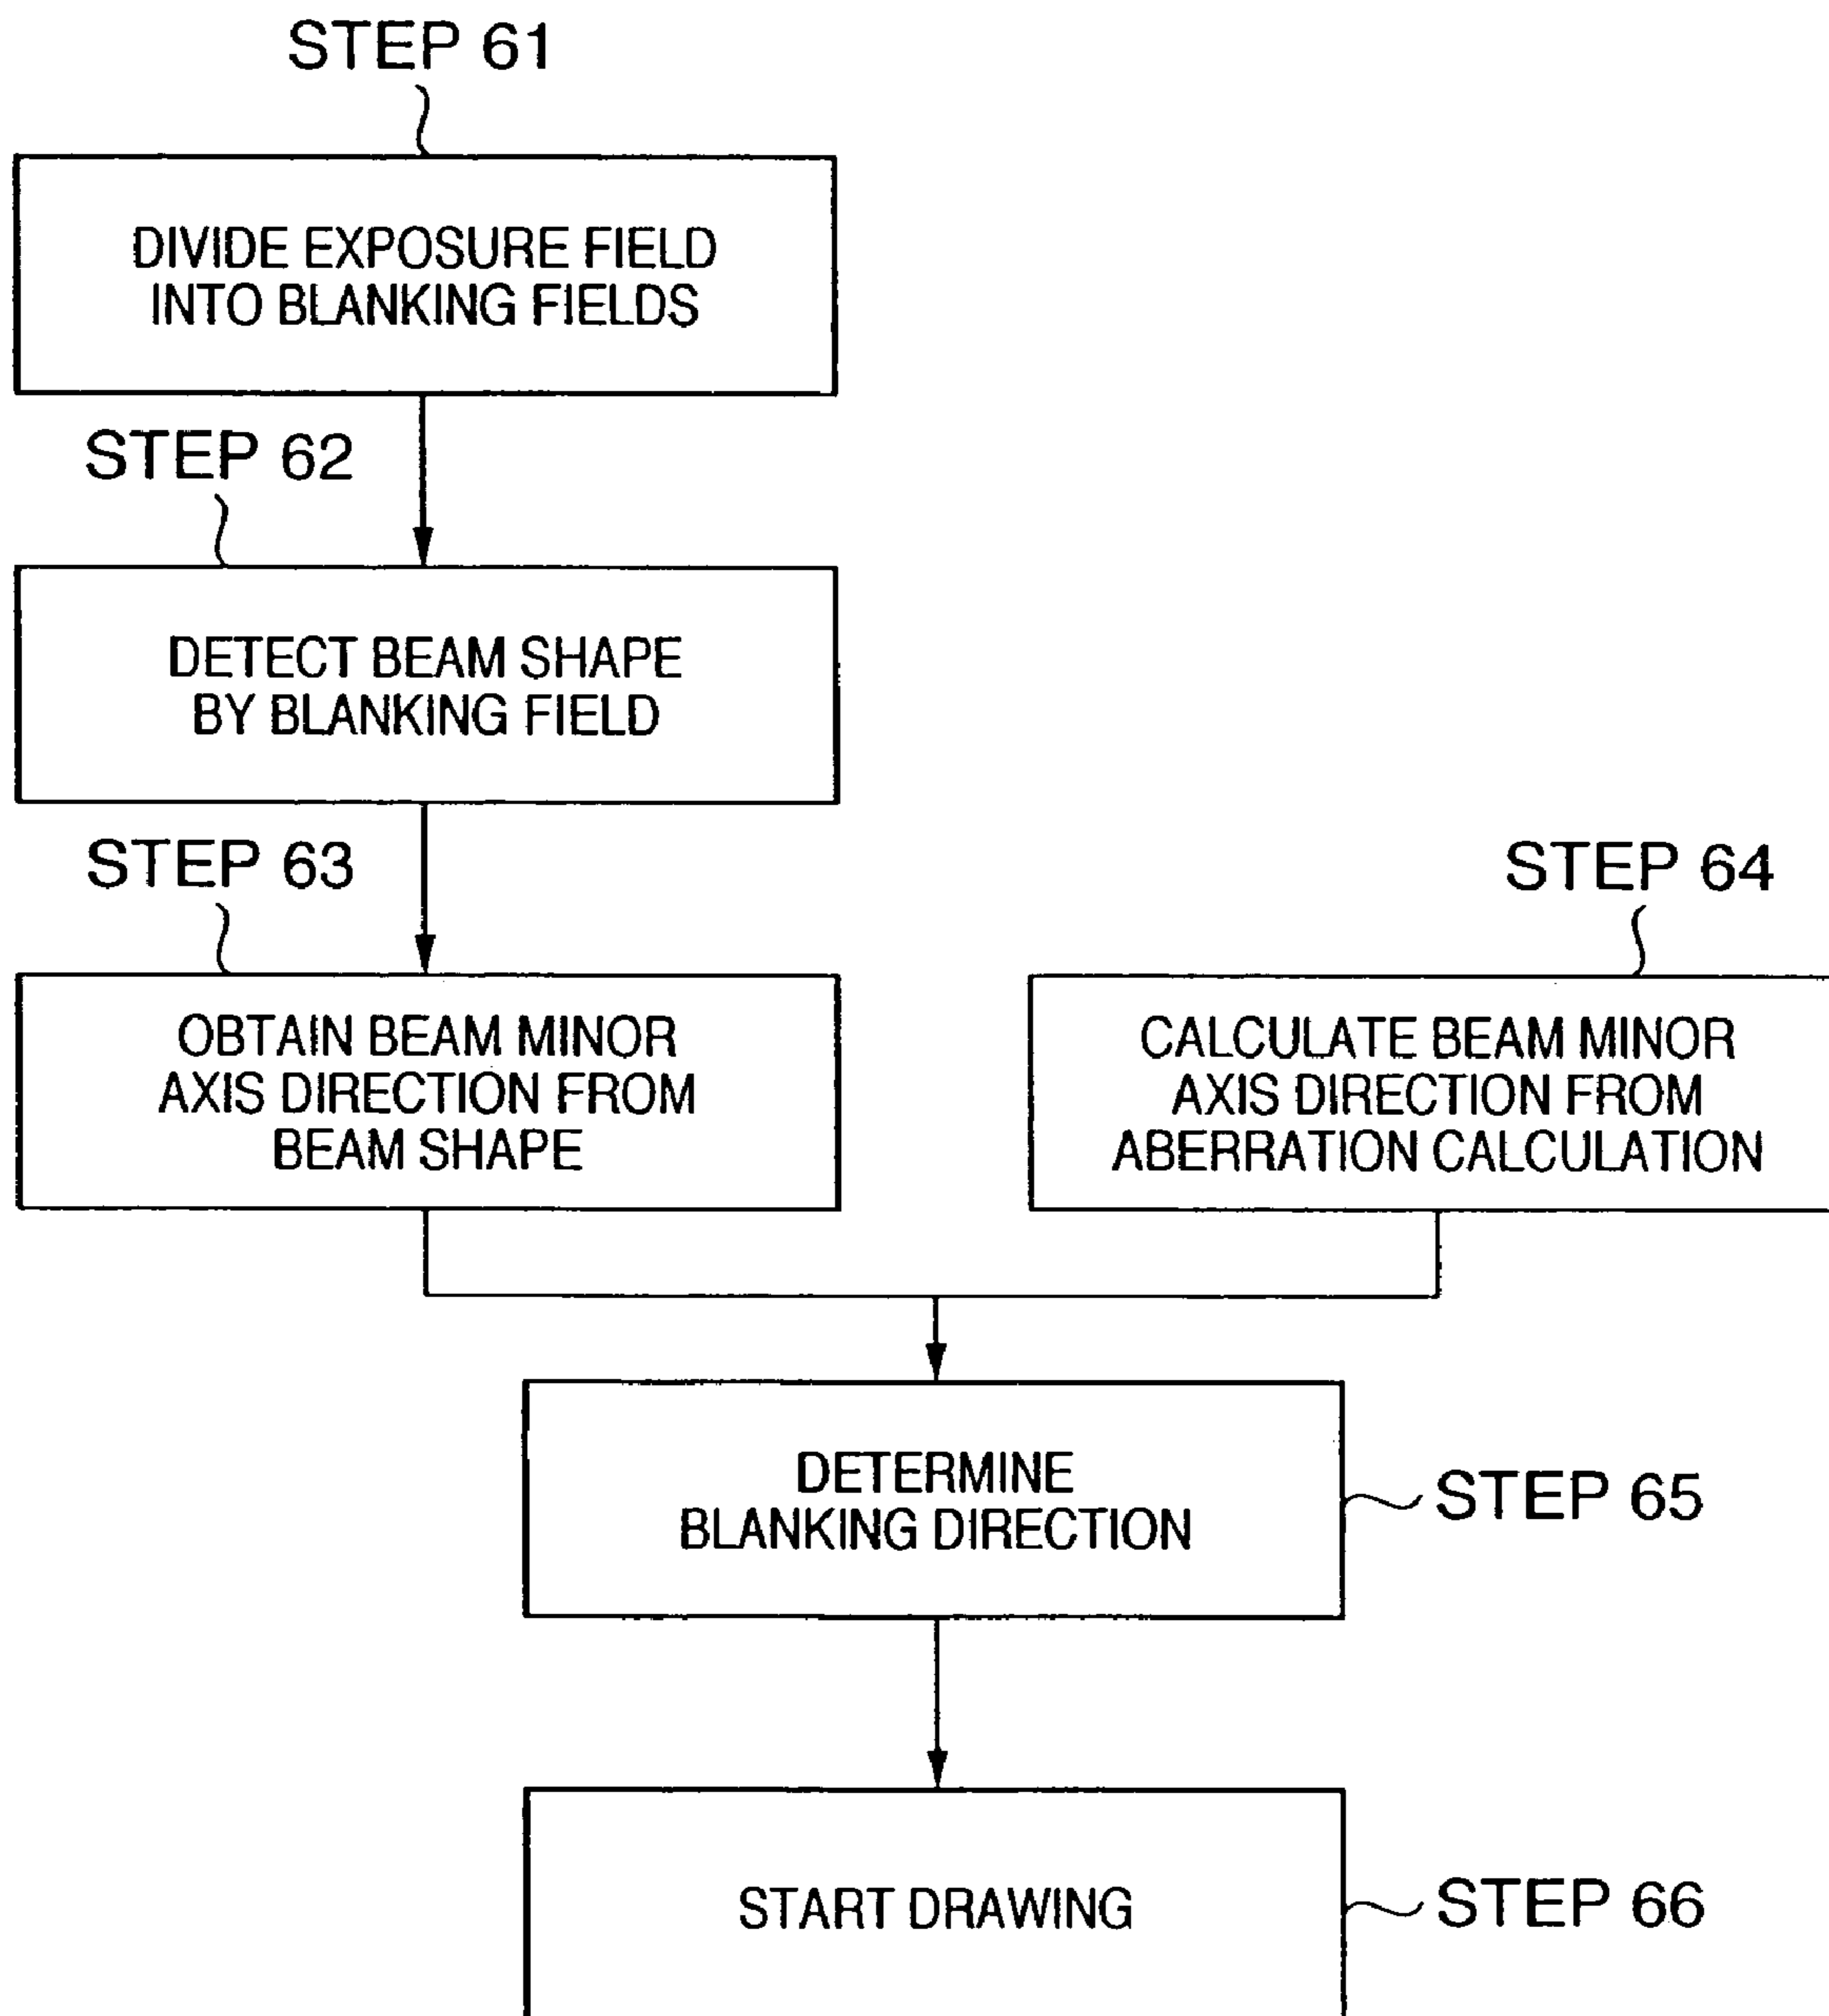 STEP 61
DIVIDE EXPOSURE FIELD
INTO BLANKING FIELDS
STEP 62
DETECT BEAM SHAPE
BY BLANKING FIELD
STEP 63
OBTAIN BEAM MINOR
AXIS DIRECTION FROM
BEAM SHAPE
STEP 64
CALCULATE BEAM MINOR
AXIS DIRECTION FROM
ABERRATION CALCULATION
DETERMINE
BLANKING DIRECTION
STEP 65
START DRAWING
STEP 66